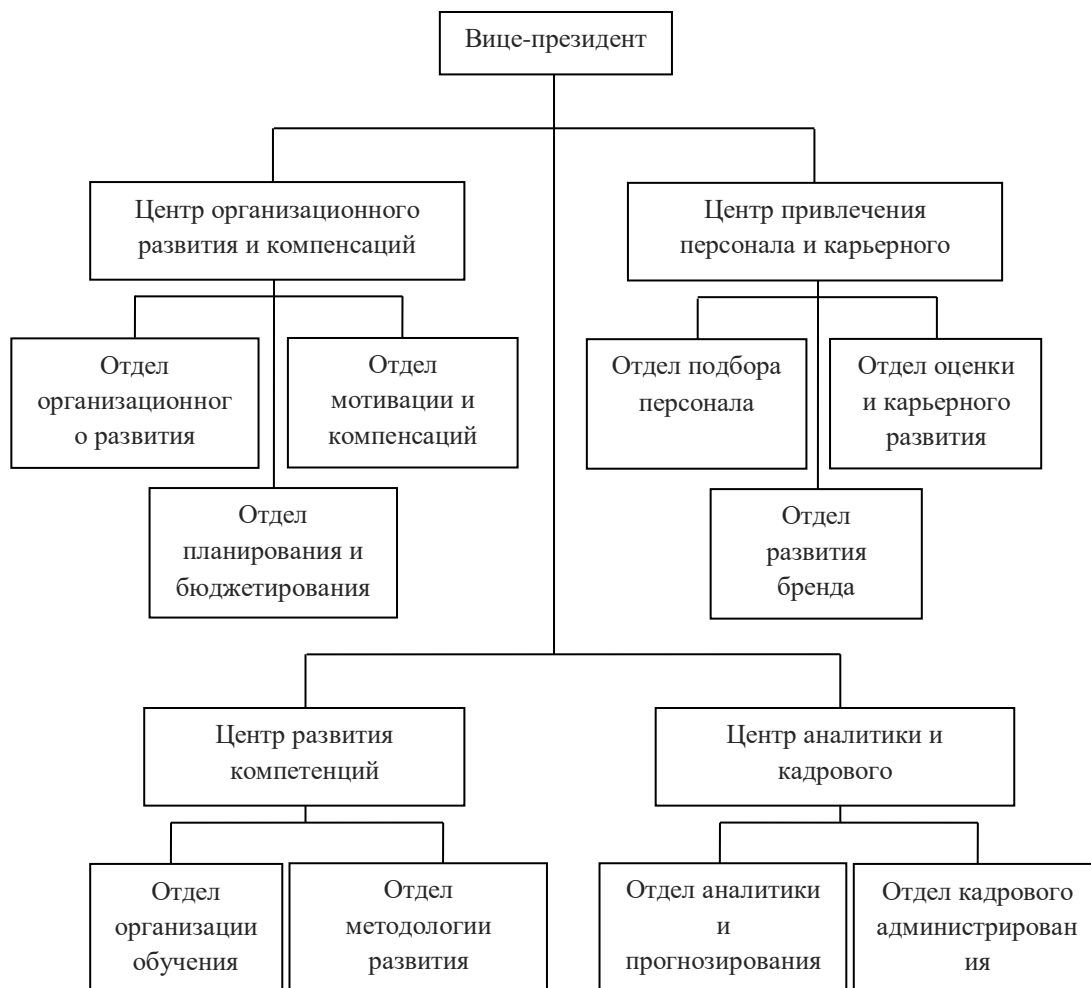 Вице-президент
Центр организационного
развития и компенсаций
Центр привлечения
персонала и карьерного
Отдел
организационног
о развития
Отдел
мотивации и
компенсаций
Отдел подбора
персонала
Отдел оценки
и карьерного
развития
Отдел
планирования и
бюджетирования
Отдел
развития
бренда
Центр развития
компетенций
Центр аналитики и
кадрового
Отдел
организации
обучения
Отдел
методологии
развития
Отдел аналитики
и
прогнозирования
Отдел кадрового
администрирован
ия